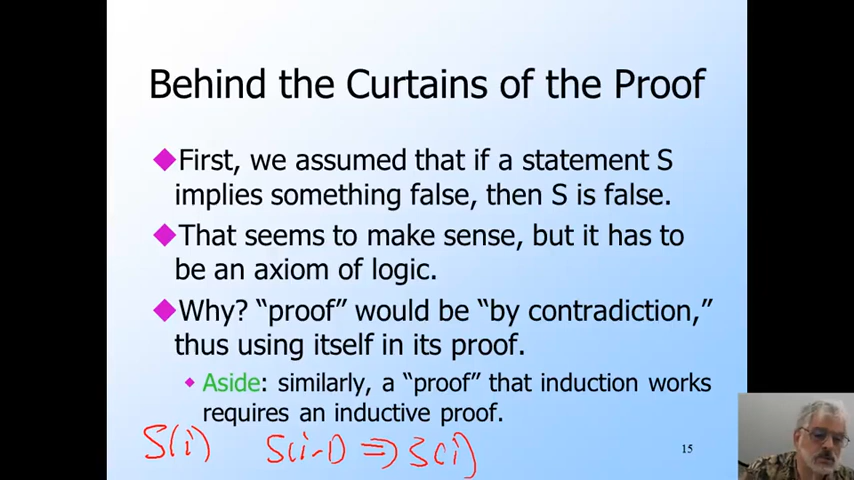 Behind the Curtains of the Proof
First, we assumed that if a statement S
implies something false, then S is false.
That seems to make sense, but it has to
be an axiom of logic.
Why? “proof” would be “by contradiction,”
thus using itself in its proof.
Aside: similarly, a “proof” that induction works
requires an inductive proof.
S(i) S(i-1) ⇒ S(i)
15